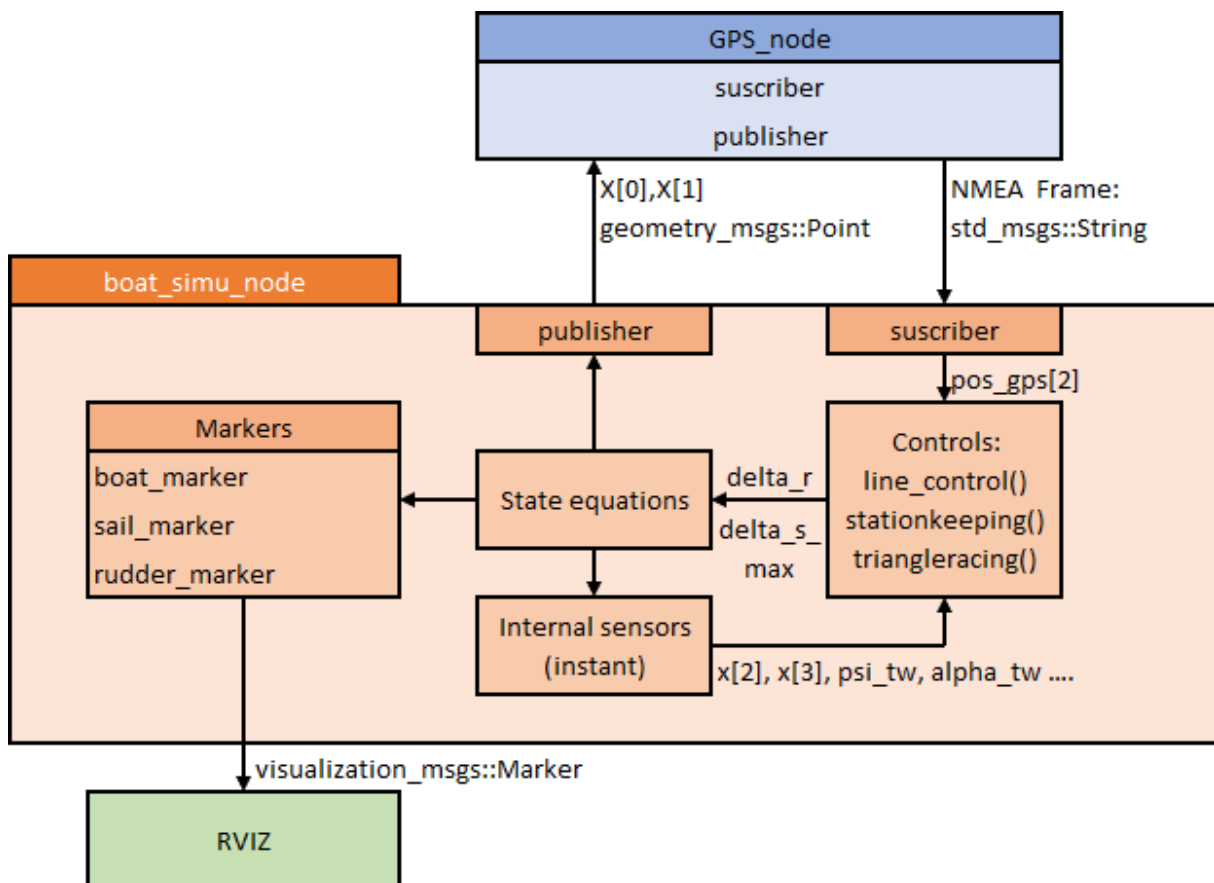 GPS_node
suscriber
publisher
X[0],X[1]
geometry_msgs::Point
NMEA Frame:
std_msgs::String
boat_simu_node
publisher
suscriber
pos_gps[2]
Markers
boat_marker
sail_marker
rudder_marker
State equations
delta_r
delta_s_
max
Controls:
line_control()
stationkeeping()
triangleracing()
Internal sensors
(instant)
x[2], x[3], psi_tw, alpha_tw ....
visualization_msgs::Marker
RVIZ